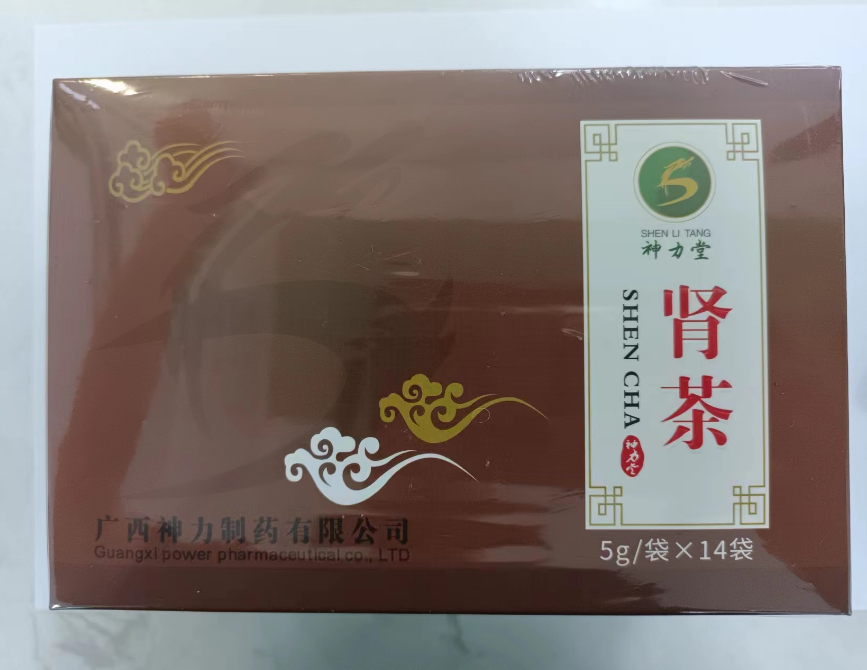 SHEN LI TANG
神力堂
肾茶
SHEN CHA
神力堂
5g/袋×14袋
广西神力制药有限公司
Guangxi power pharmaceutical co., LTD